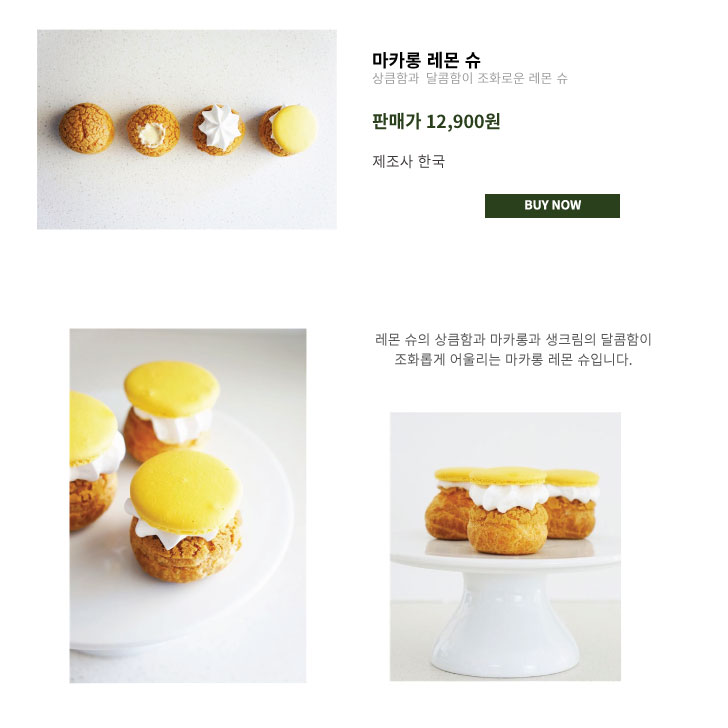 마카롱 레몬 슈
상큼함과 달콤함이 조화로운 레몬 슈
판매가 12,900원
제조사 한국
BUY NOW
레몬 슈의 상큼함과 마카롱과 생크림의 달콤함이
조화롭게 어울리는 마카롱 레몬 슈입니다.